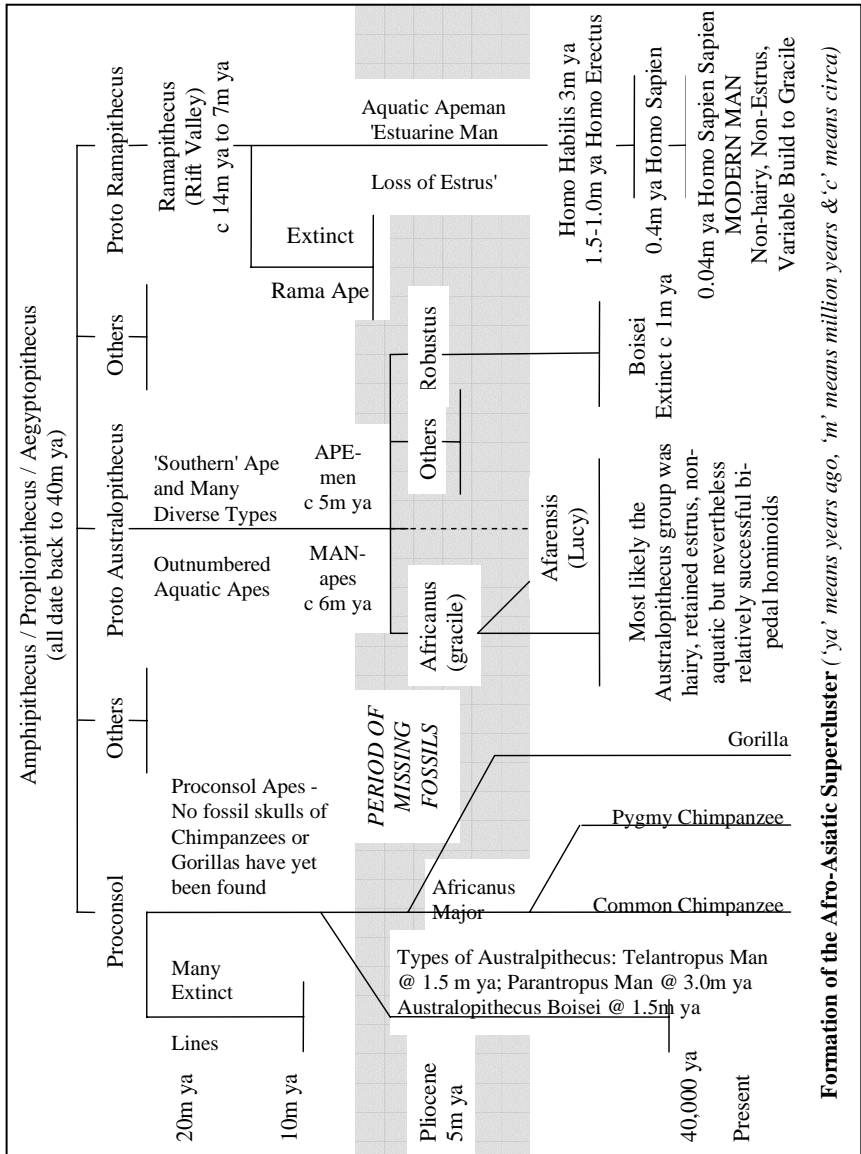 Amphipithecus / Propliopithecus / Aegyptopithecus
(all date back to 40m ya)
Proconsol
Others
Proto Australopithecus
Others
Proto Ramapithecus
20m ya
10m ya
Pliocene
5m ya
40,000 ya
Present
Many
Extinct
Lines
Proconsol Apes -
No fossil skulls of
Chimpanzees or
Gorillas have yet
been found
PERIOD OF
MISSING
FOSSILS
Africanus
Major
Types of Australpithecus: Telantropus Man
@ 1.5 m ya; Parantropus Man @ 3.0m ya
Australopithecus Boisei @ 1.5m ya
Common Chimpanzee
Pygmy Chimpanzee
Gorilla
Outnumbered
Aquatic Apes
'Southern' Ape
and Many
Diverse Types
MAN-
apes
c 6m ya
APE-
men
c 5m ya
Africanus
(gracile)
Afarensis
(Lucy)
Others
Robustus
Most likely the
Australopithecus group was
hairy, retained estrus, non-
aquatic but nevertheless
relatively successful bi-
pedal hominoids
Boisei
Extinct c 1m ya
Ramapithecus
(Rift Valley)
c 14m ya to 7m ya
Extinct
Rama Ape
Aquatic Apeman
'Estuarine Man
Loss of Estrus'
Homo Habilis 3m ya
1.5-1.0m ya Homo Erectus
0.4m ya Homo Sapien
0.04m ya Homo Sapien Sapien
MODERN MAN
Non-hairy, Non-Estrus,
Variable Build to Gracile
Formation of the Afro-Asiatic Supercluster ('ya' means years ago, 'm' means million years & 'c' means circa)